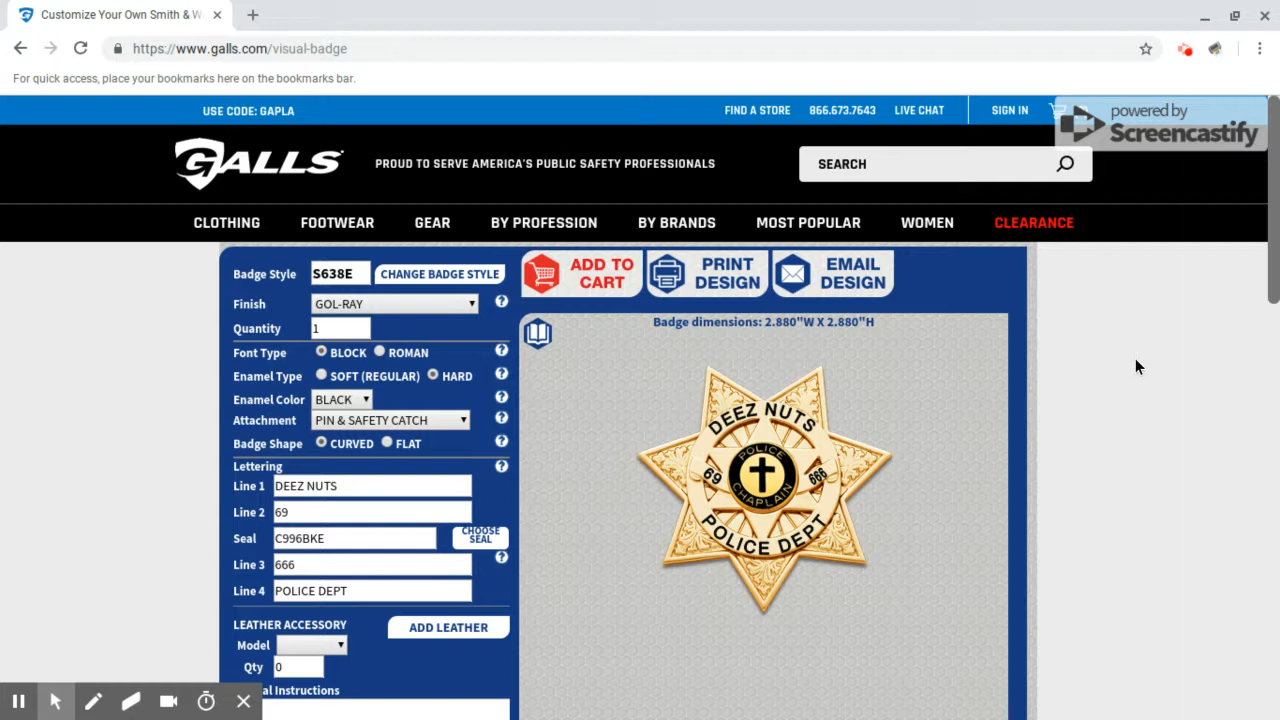 Customize Your Own Smith & W
https://www.galls.com/visual-badge
For quick access, place your bookmarks here on the bookmarks bar.
USE CODE: GAPLA
FIND A STORE 866.673.7643 LIVE CHAT SIGN IN
powered by
Screencastify
GALLS
PROUD TO SERVE AMERICA'S PUBLIC SAFETY PROFESSIONALS
SEARCH
CLOTHING FOOTWEAR GEAR BY PROFESSION BY BRANDS MOST POPULAR WOMEN CLEARANCE
Badge Style S638E CHANGE BADGE STYLE
Finish GOL-RAY ?
Quantity 1
Font Type BLOCK ROMAN ?
Enamel Type SOFT (REGULAR) HARD ?
Enamel Color BLACK ?
Attachment PIN & SAFETY CATCH ?
Badge Shape CURVED FLAT ?
Lettering ?
Line 1 DEEZ NUTS
Line 2 69
Seal C996BKE CHOOSE SEAL
Line 3 666 ?
Line 4 POLICE DEPT
LEATHER ACCESSORY ADD LEATHER
Model
Qty 0
al Instructions
ADD TO CART
PRINT DESIGN
EMAIL DESIGN
Badge dimensions: 2.880"W X 2.880"H
DEEZ NUTS
POLICE
69 666
CHAPLAIN
POLICE DEPT